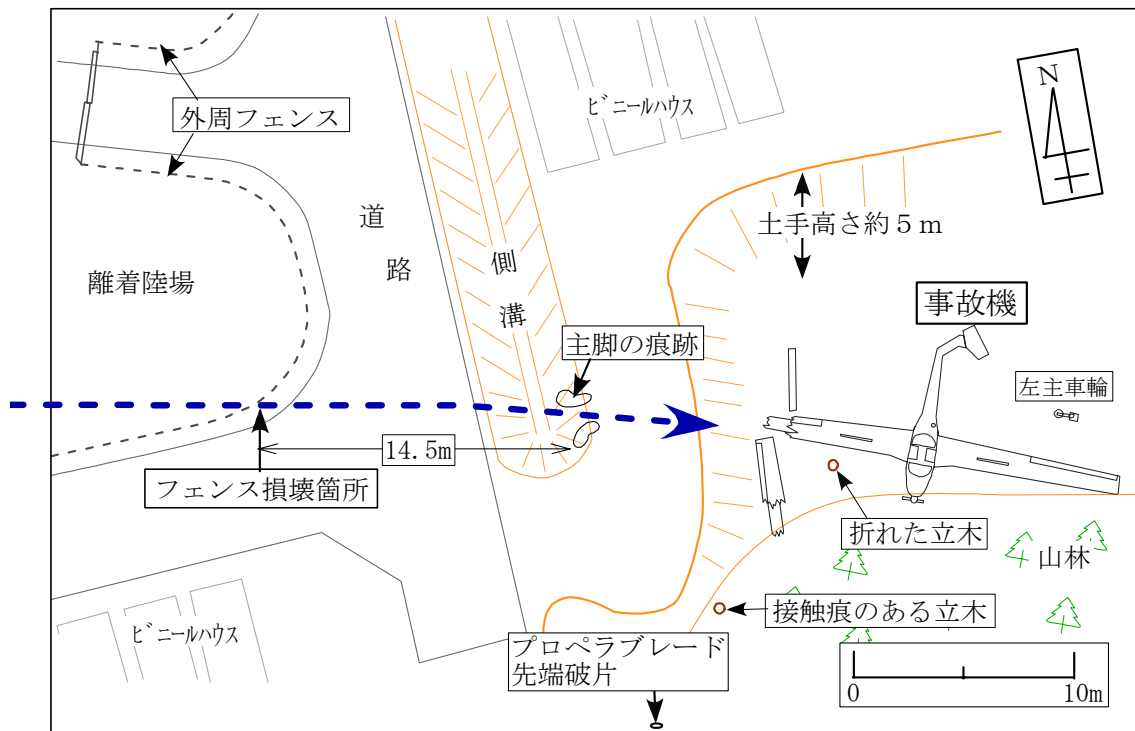 外周フェンス
ﾋﾞﾆｰﾙﾊｳｽ
N
道路
土手高さ約５ｍ
側溝
離着陸場
事故機
主脚の痕跡
左主車輪
14.5m
フェンス損壊箇所
折れた立木
山林
接触痕のある立木
ﾋﾞﾆｰﾙﾊｳｽ
プロペラブレード
先端破片
0
10m